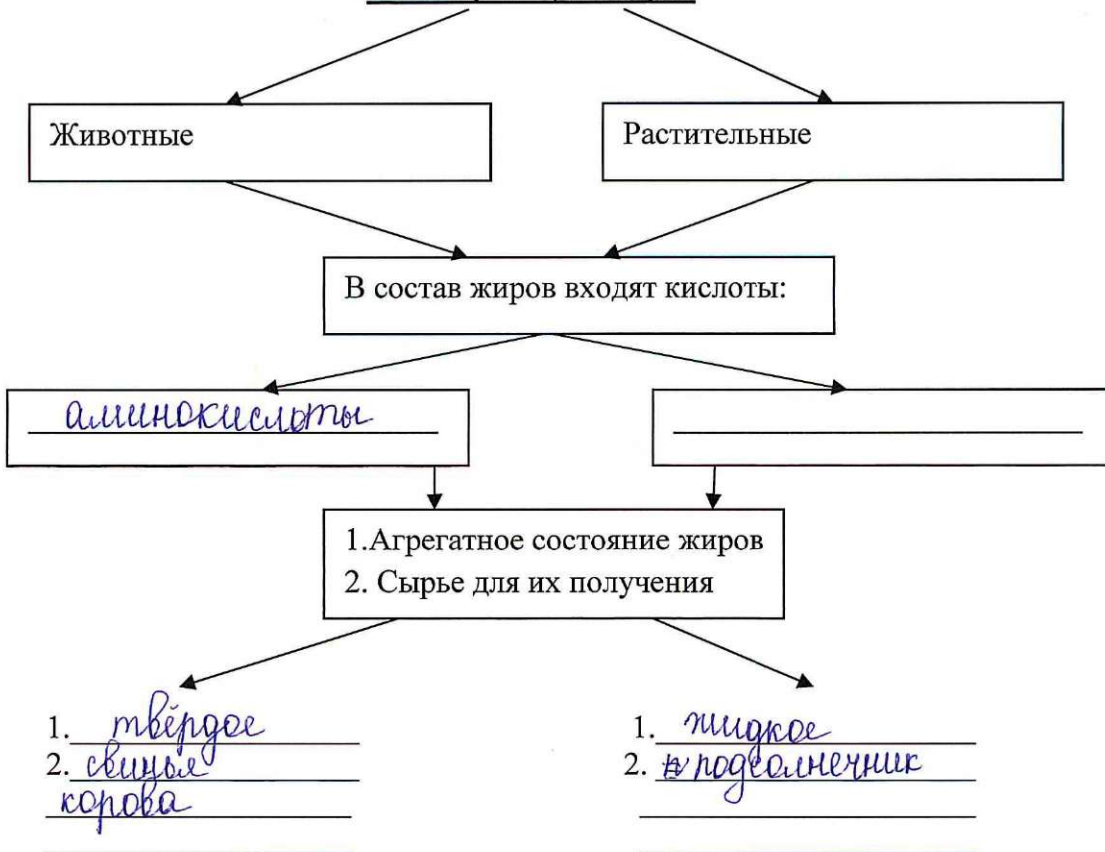 Животные
Растительные
В состав жиров входят кислоты:
аминокислоты
1.Агрегатное состояние жиров
2. Сырье для их получения
1. твёрдое
2. свинья
корова
1. жидкое
2. подсолнечник